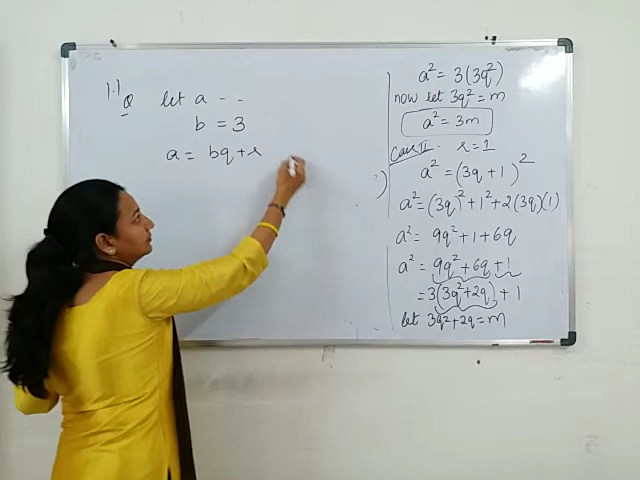 1.1 Q let a - -
b = 3
a = bq + r
a² = 3(3q²)
now let 3q² = m
a² = 3m
Case II. r = 1
a² = (3q + 1)²
a² = (3q)² + 1² + 2(3q)(1)
a² = 9q² + 1 + 6q
a² = 9q² + 6q + 1
= 3(3q² + 2q) + 1
let 3q² + 2q = m